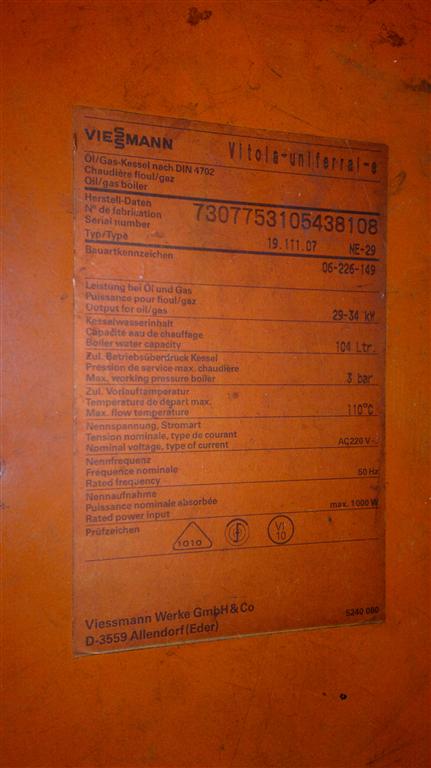 VIESSMANN Vitola-uniferral-e
Öl/Gas-Kessel nach DIN 4702
Chaudière fioul/gaz
Oil/gas boiler
Herstell-Daten
N° de fabrication
Serial number
7307753105438108
Typ/Type 19.111.07 NE-29
Bauartkennzeichen 06-226-149
Leistung bei Öl und Gas
Puissance pour fioul/gaz
Output for oil/gas 29-34 kW
Kesselwasserinhalt
Capacité eau de chauffage
Boiler water capacity 104 Ltr.
Zul. Betriebsüberdruck Kessel
Pression de service max. chaudière
Max. working pressure boiler 3 bar
Zul. Vorlauftemperatur
Temperature de départ max.
Max. flow temperature 110°C
Nennspannung, Stromart
Tension nominale, type de courant
Nominal voltage, type of current AC220 V~
Nennfrequenz
Frequence nominale
Rated frequency 50 Hz
Nennaufnahme
Puissance nominale absorbée
Rated power input max. 1000 W
Prüfzeichen 1010 VI 10
Viessmann Werke GmbH & Co 5240 080
D-3559 Allendorf (Eder)